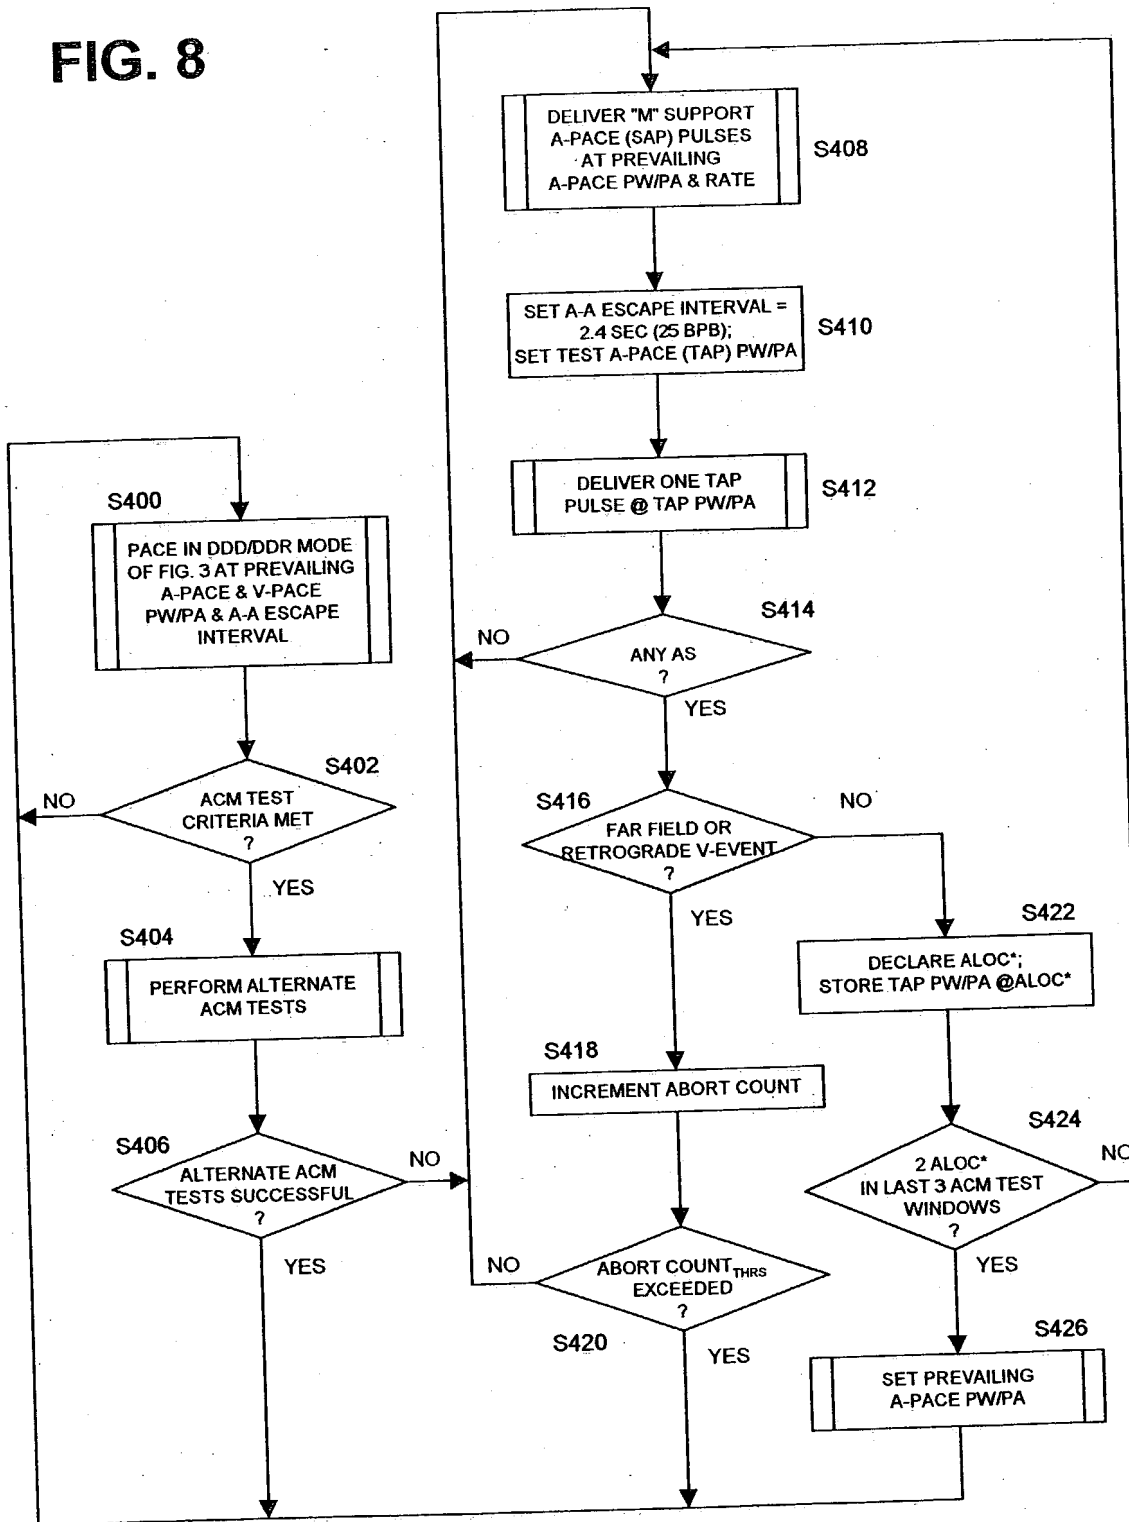 FIG. 8
S400
PACE IN DDD/DDR MODE
OF FIG. 3 AT PREVAILING
A-PACE & V-PACE
PW/PA & A-A ESCAPE
INTERVAL
S402
NO
ACM TEST
CRITERIA MET
?
YES
S404
PERFORM ALTERNATE
ACM TESTS
S406
NO
ALTERNATE ACM
TESTS SUCCESSFUL
?
YES
DELIVER "M" SUPPORT
A-PACE (SAP) PULSES
AT PREVAILING
A-PACE PW/PA & RATE
S408
SET A-A ESCAPE INTERVAL =
2.4 SEC (25 BPB);
SET TEST A-PACE (TAP) PW/PA
S410
DELIVER ONE TAP
PULSE @ TAP PW/PA
S412
S414
NO
ANY AS
?
YES
S416
NO
FAR FIELD OR
RETROGRADE V-EVENT
?
YES
S418
INCREMENT ABORT COUNT
NO
ABORT COUNTTHRS
EXCEEDED
?
S420
YES
S422
DECLARE ALOC*;
STORE TAP PW/PA @ALOC*
S424
NO
2 ALOC*
IN LAST 3 ACM TEST
WINDOWS
?
YES
S426
SET PREVAILING
A-PACE PW/PA